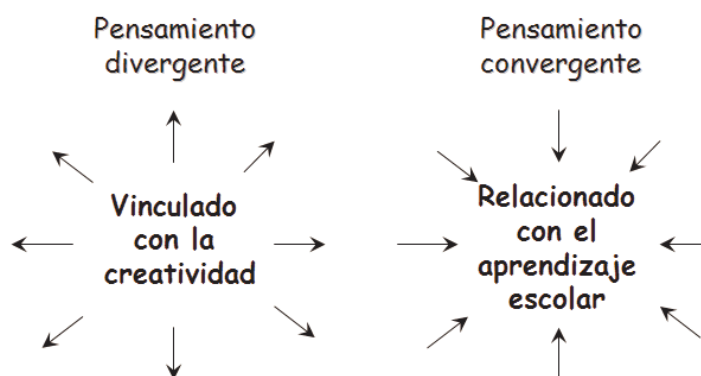 Pensamiento
divergente
Vinculado
con la
creatividad
Pensamiento
convergente
Relacionado
con el
aprendizaje
escolar